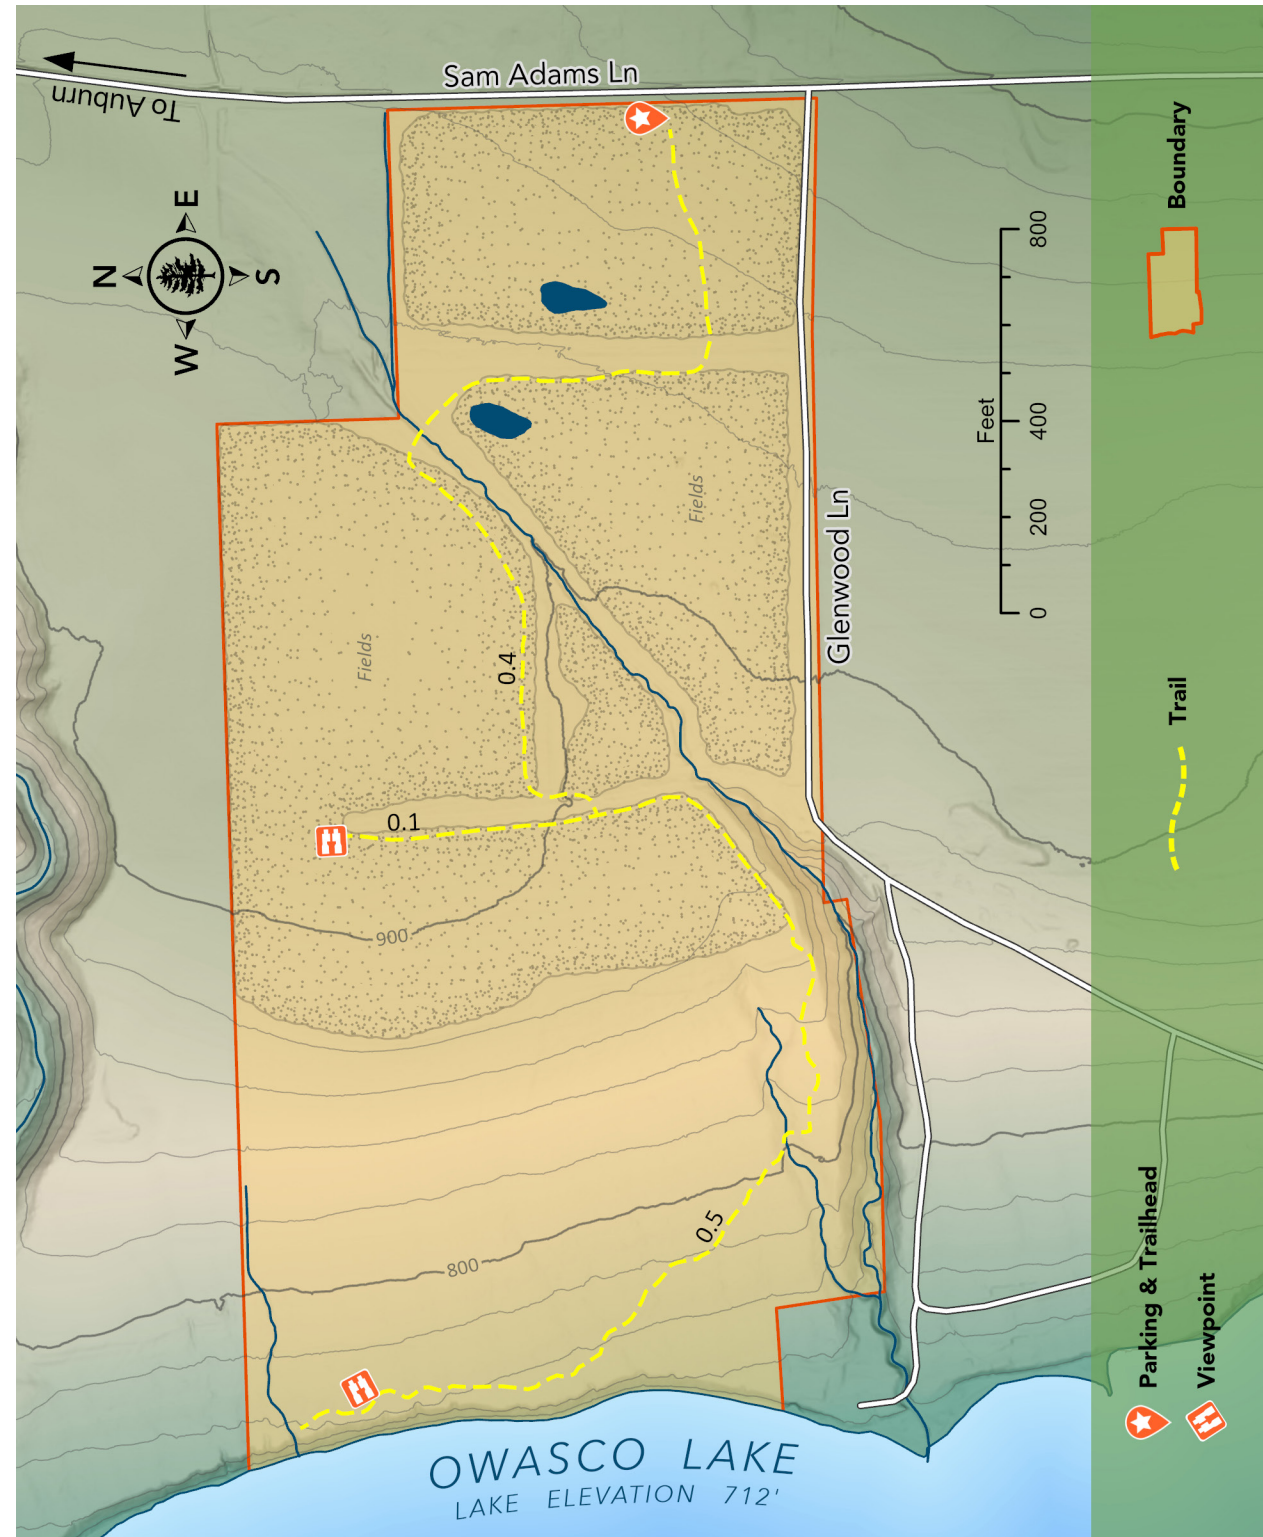 Sam Adams Ln
To Auburn
N
E
W
S
Fields
Fields
0.4
0.1
900
800
0.5
Glenwood Ln
Feet
0
200
400
800
OWASCO LAKE
LAKE ELEVATION 712'
Parking & Trailhead
Viewpoint
Trail
Boundary